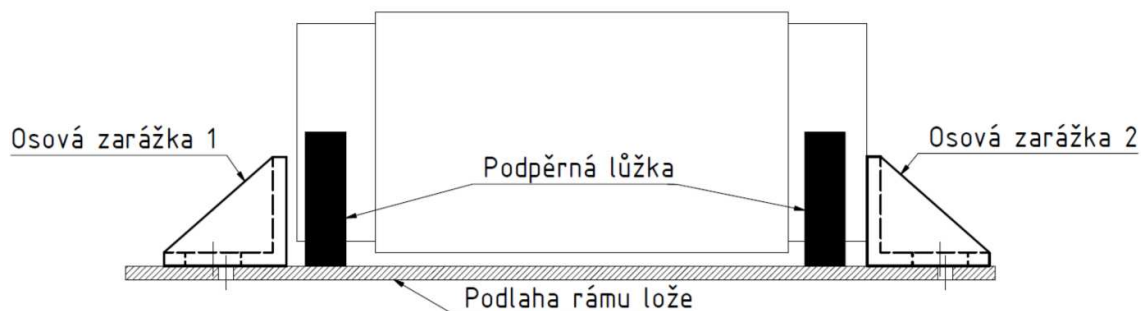 Osová zarážka 1
Osová zarážka 2
Podpěrná lůžka
Podlaha rámu lože